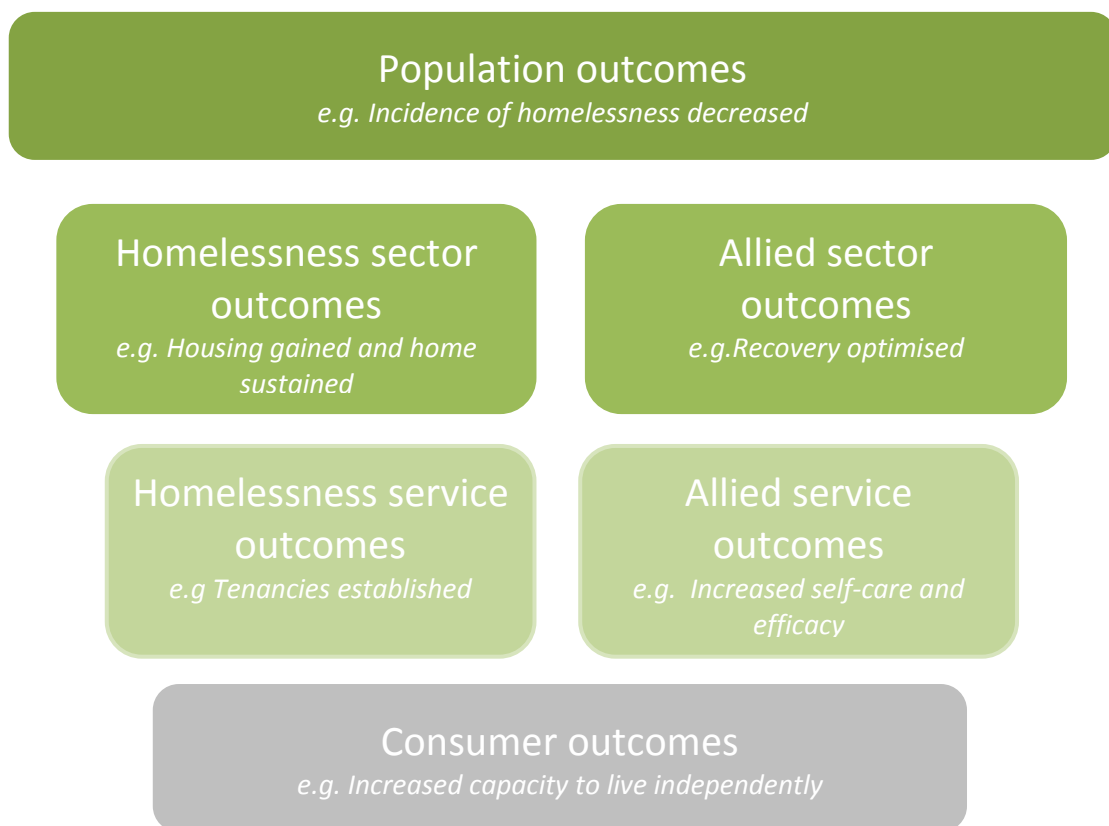 Population outcomes
e.g. Incidence of homelessness decreased
Homelessness sector
outcomes
e.g. Housing gained and home
sustained
Allied sector
outcomes
e.g.Recovery optimised
Homelessness service
outcomes
e.g Tenancies established
Allied service
outcomes
e.g. Increased self-care and
efficacy
Consumer outcomes
e.g. Increased capacity to live independently